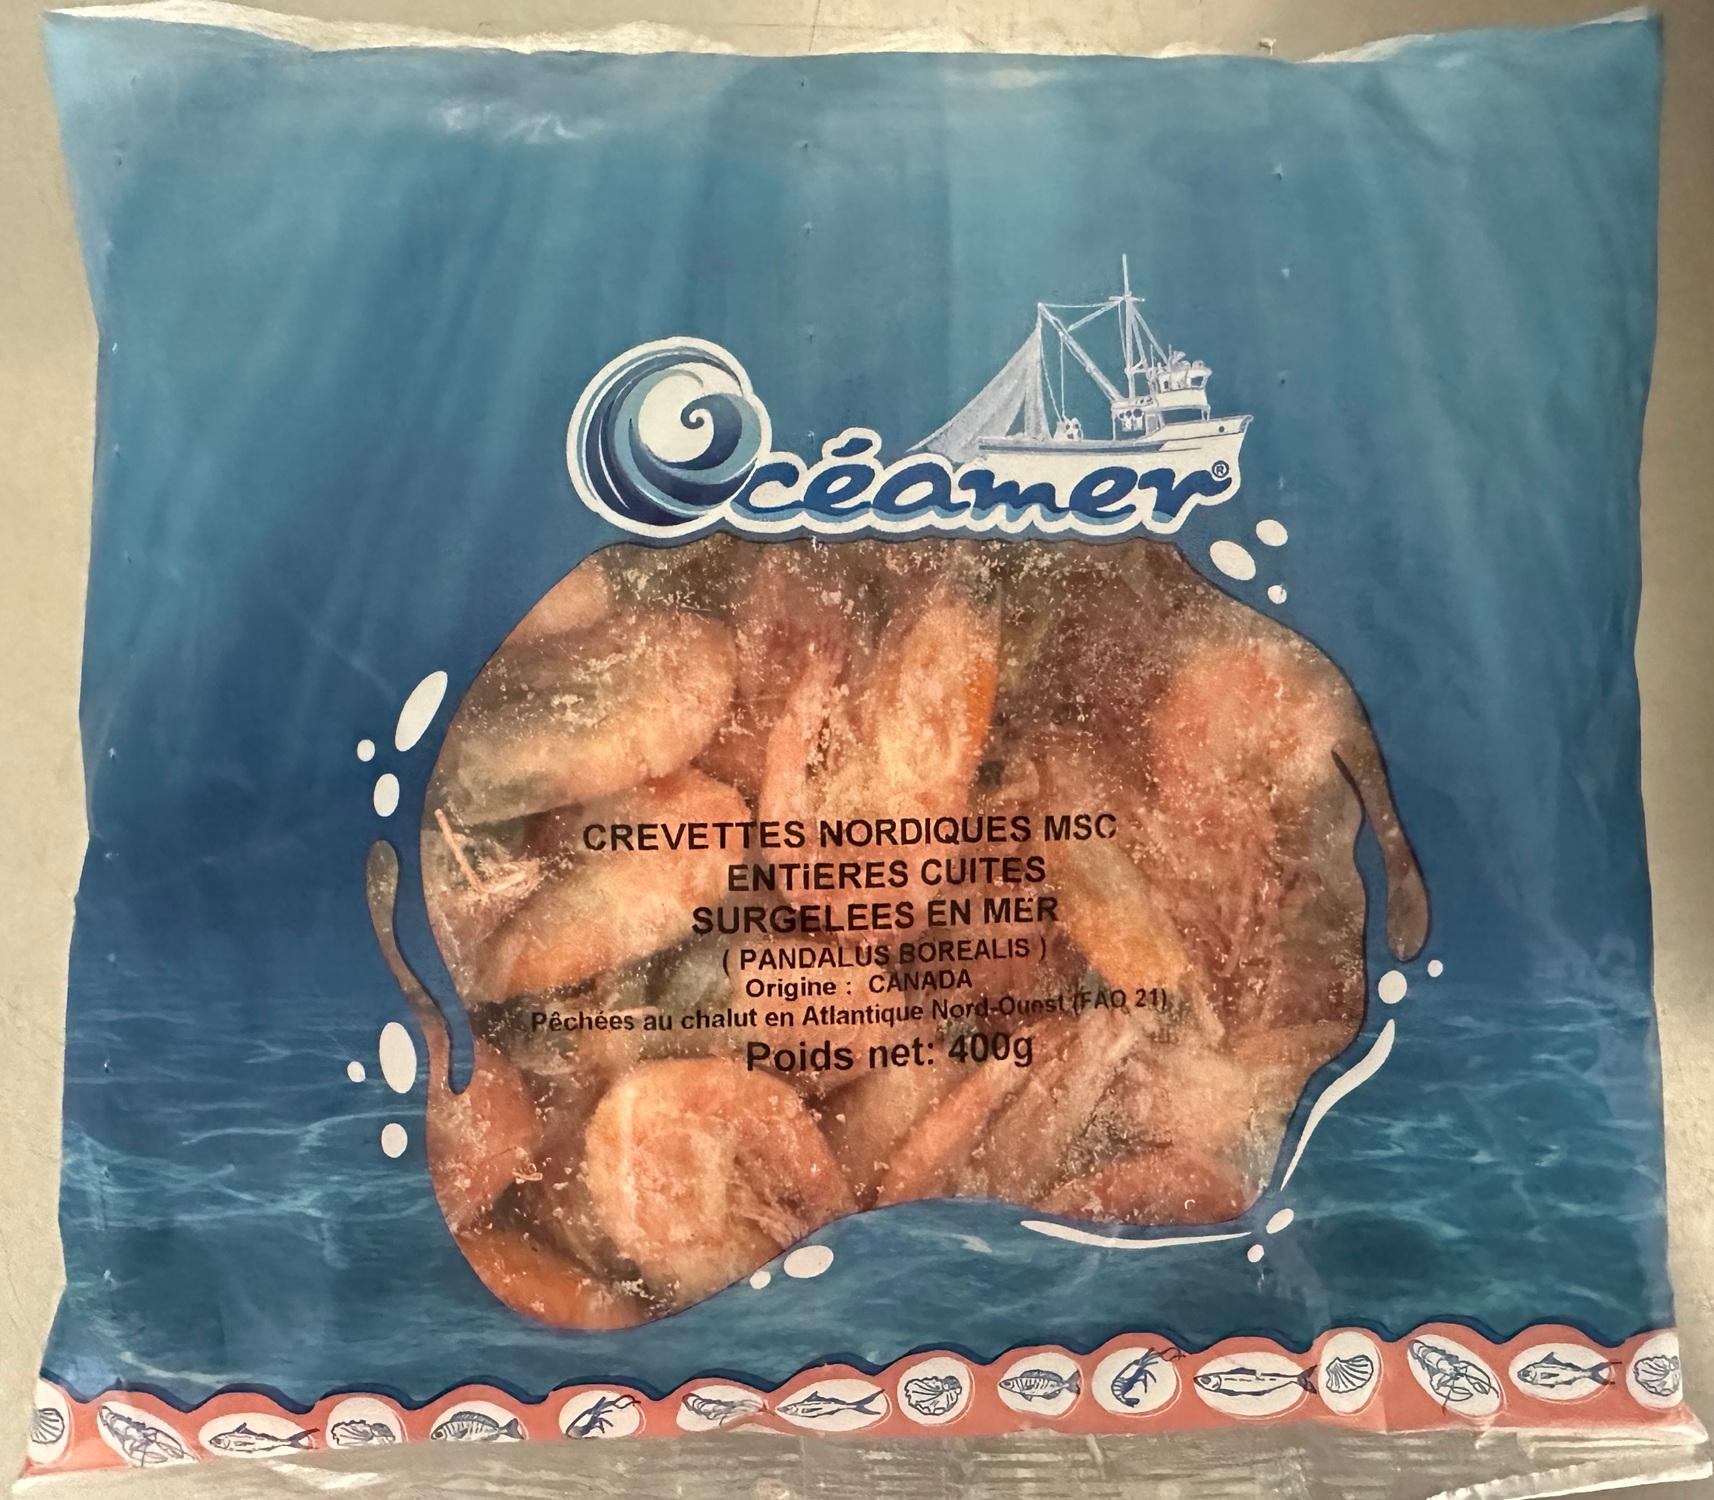 Océamer®
CREVETTES NORDIQUES MSC
ENTiERES CUITES
SURGELEES EN MER
( PANDALUS BOREALIS )
Origine : CANADA
Pêchées au chalut en Atlantique Nord-Ouest (FAO 21)
Poids net: 400g